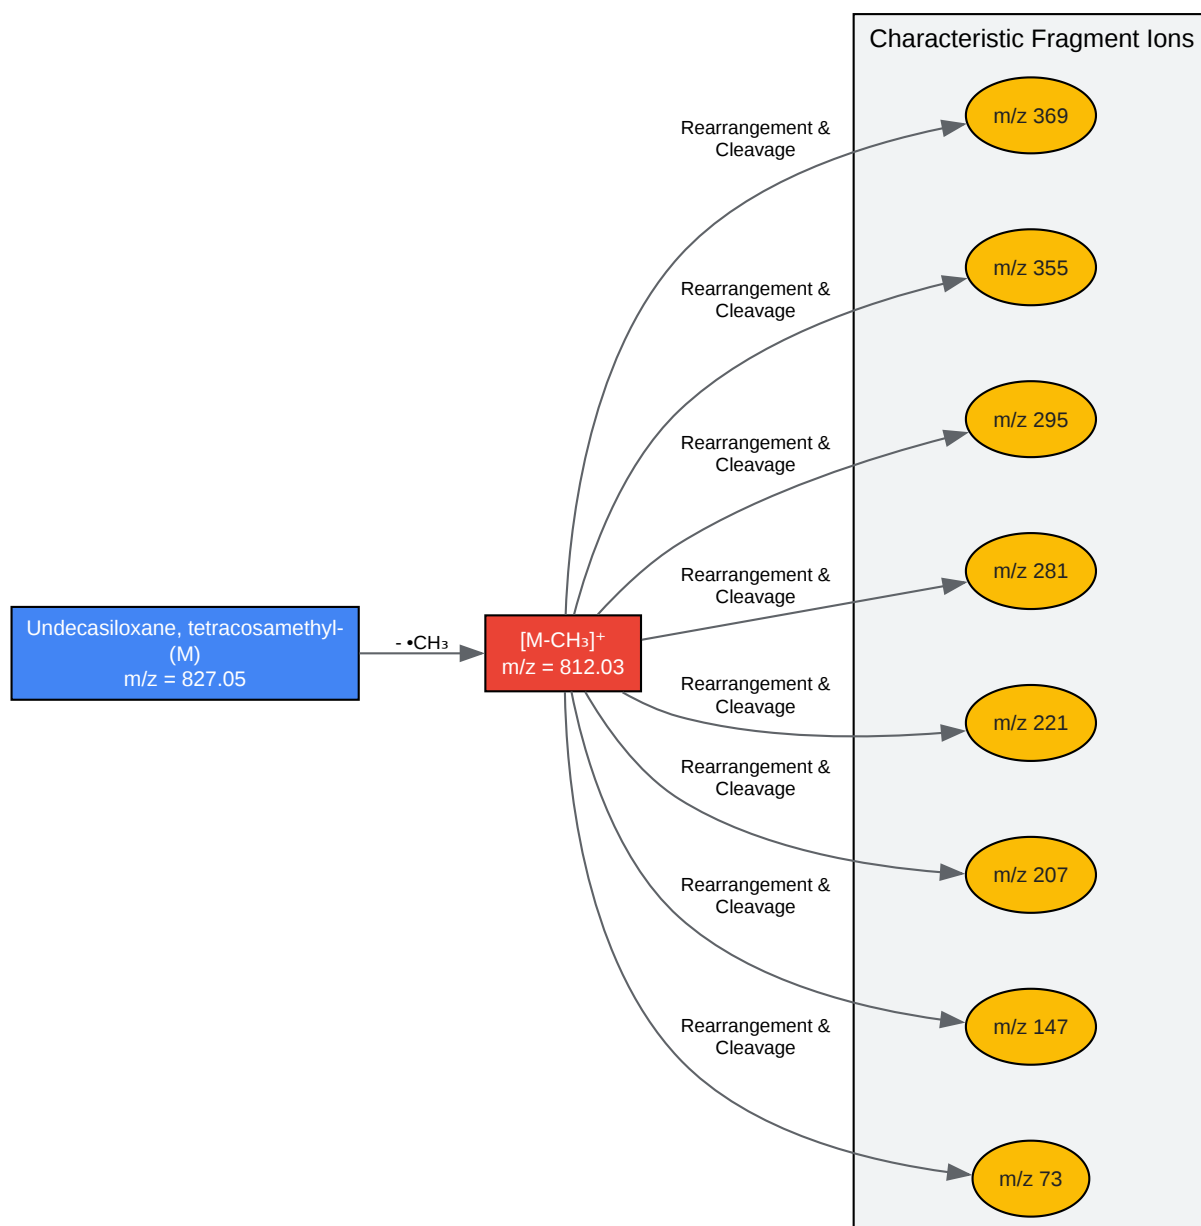 Characteristic Fragment Ions
Rearrangement &
Cleavage
m/z 369
Rearrangement &
Cleavage
m/z 355
Rearrangement &
Cleavage
m/z 295
Rearrangement &
Cleavage
m/z 281
Undecasiloxane, tetracosamethyl-
(M)
m/z = 827.05
- •CH₃
[M-CH₃]⁺
m/z = 812.03
Rearrangement &
Cleavage
m/z 221
Rearrangement &
Cleavage
m/z 207
Rearrangement &
Cleavage
m/z 147
Rearrangement &
Cleavage
m/z 73